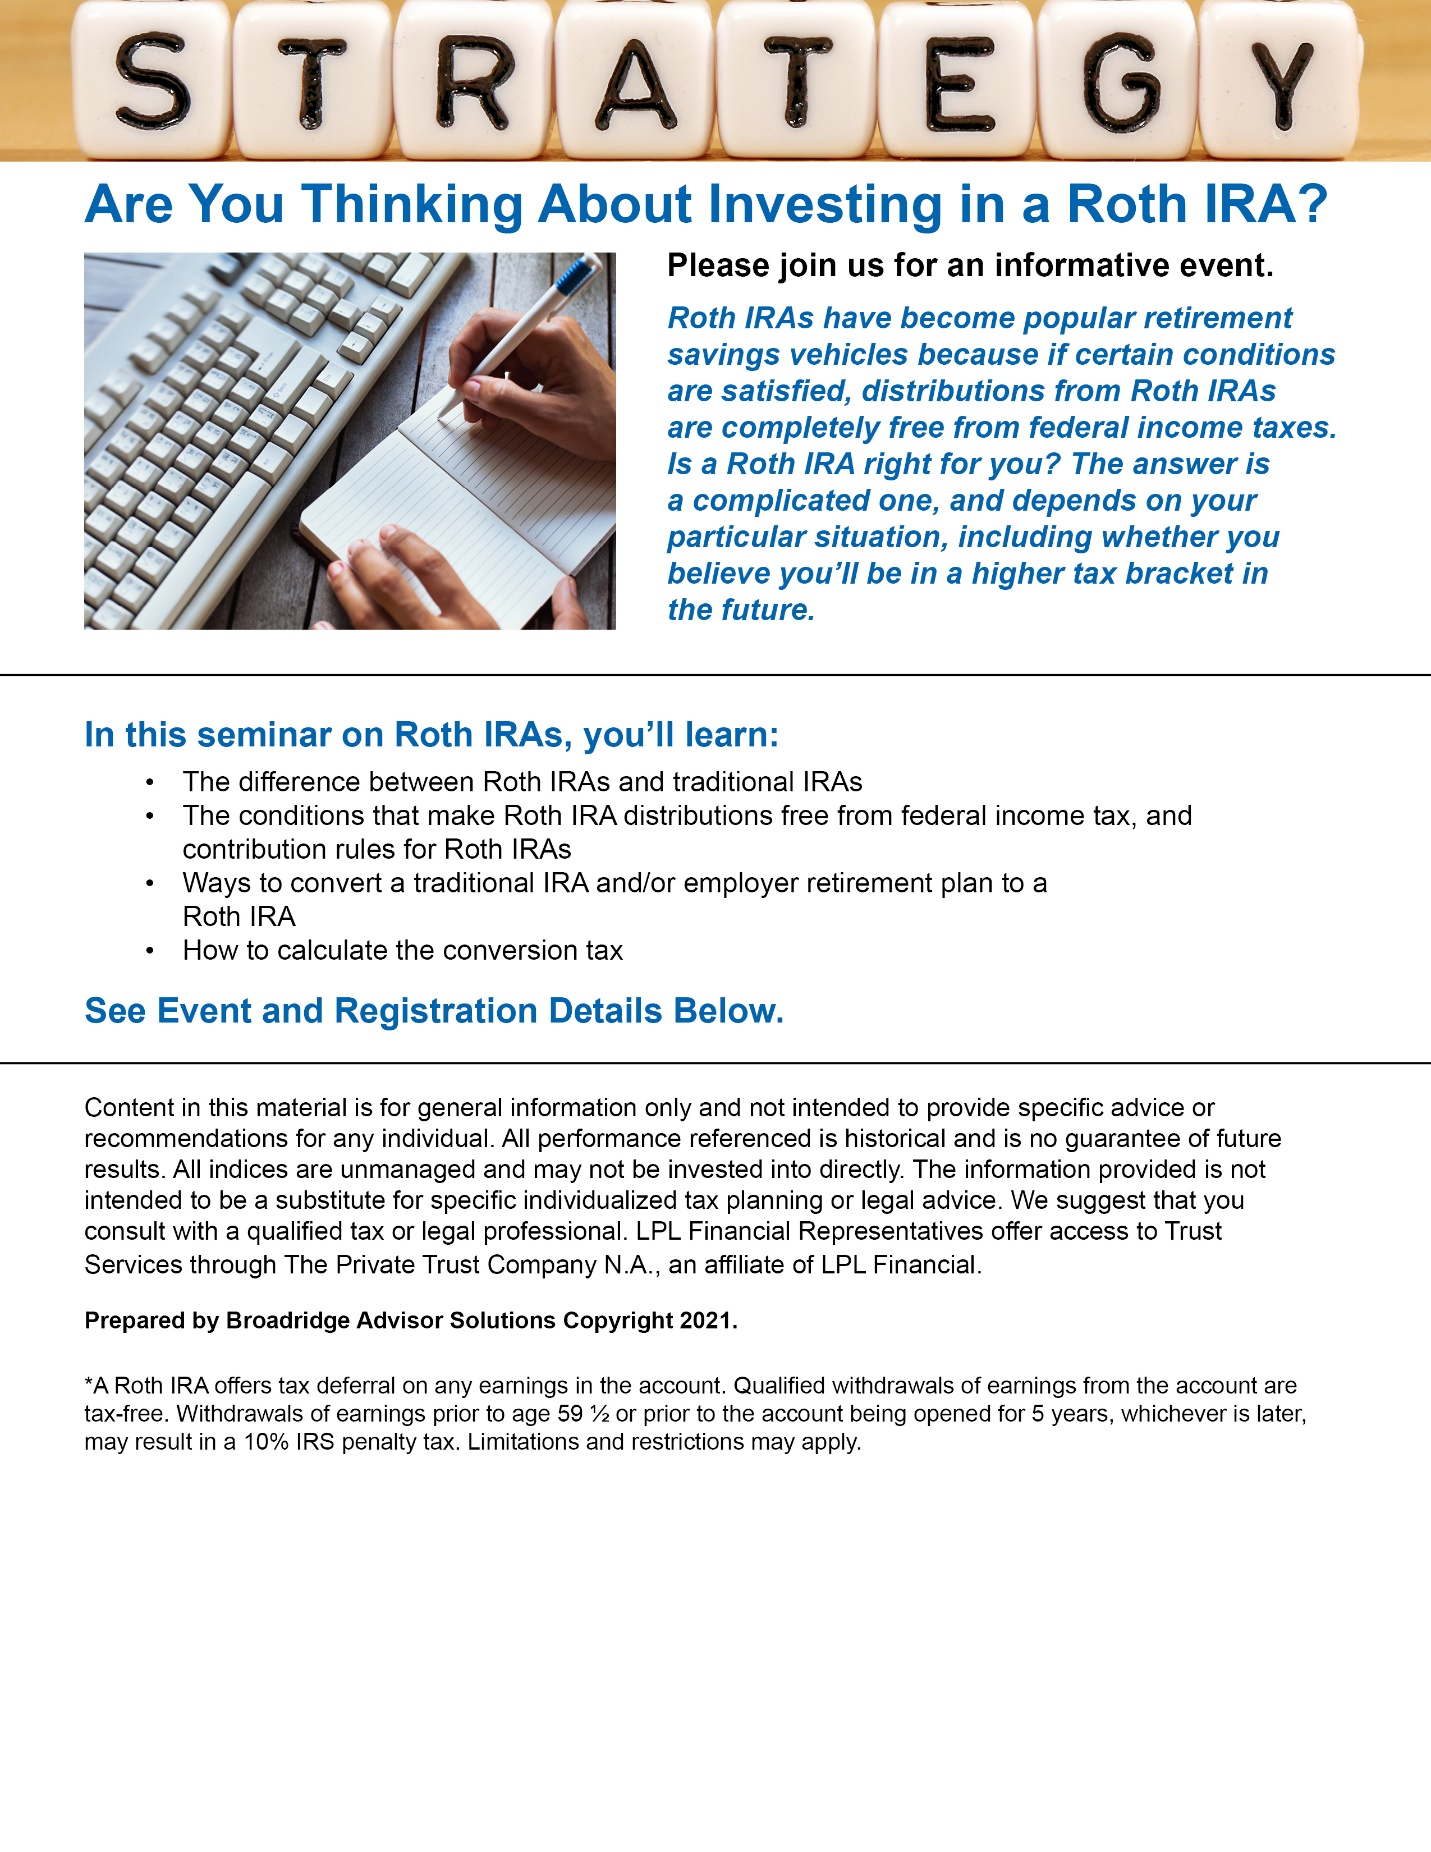 STRATEGY
Are You Thinking About Investing in a Roth IRA?
Please join us for an informative event.
Roth IRAs have become popular retirement
savings vehicles because if certain conditions
are satisfied, distributions from Roth IRAs
are completely free from federal income taxes.
Is a Roth IRA right for you? The answer is
a complicated one, and depends on your
particular situation, including whether you
believe you’ll be in a higher tax bracket in
the future.
In this seminar on Roth IRAs, you’ll learn:
• The difference between Roth IRAs and traditional IRAs
• The conditions that make Roth IRA distributions free from federal income tax, and
contribution rules for Roth IRAs
• Ways to convert a traditional IRA and/or employer retirement plan to a
Roth IRA
• How to calculate the conversion tax
See Event and Registration Details Below.
Content in this material is for general information only and not intended to provide specific advice or
recommendations for any individual. All performance referenced is historical and is no guarantee of future
results. All indices are unmanaged and may not be invested into directly. The information provided is not
intended to be a substitute for specific individualized tax planning or legal advice. We suggest that you
consult with a qualified tax or legal professional. LPL Financial Representatives offer access to Trust
Services through The Private Trust Company N.A., an affiliate of LPL Financial.
Prepared by Broadridge Advisor Solutions Copyright 2021.
*A Roth IRA offers tax deferral on any earnings in the account. Qualified withdrawals of earnings from the account are
tax-free. Withdrawals of earnings prior to age 59 ½ or prior to the account being opened for 5 years, whichever is later,
may result in a 10% IRS penalty tax. Limitations and restrictions may apply.